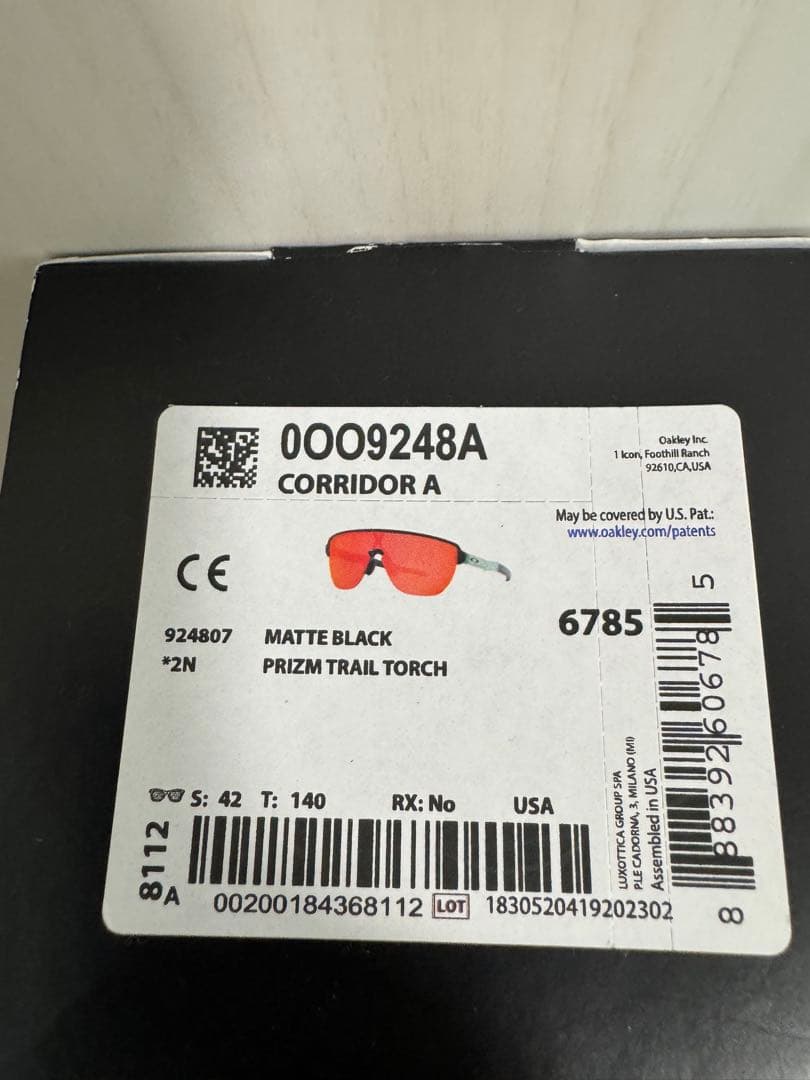 0OO9248A
CORRIDOR A
Oakley Inc.
1 Icon, Foothill Ranch
92610,CA,USA
May be covered by U.S. Pat.:
www.oakley.com/patents
CE
924807 MATTE BLACK
*2N PRIZM TRAIL TORCH
6785
S: 42 T: 140 RX: No USA
8112
A
00200184368112 LOT 1830520419202302
LUXOTTICA GROUP SPA
PLE CADORNA, 3, MILANO (MI)
Assembled in USA
8 883926 0678 5